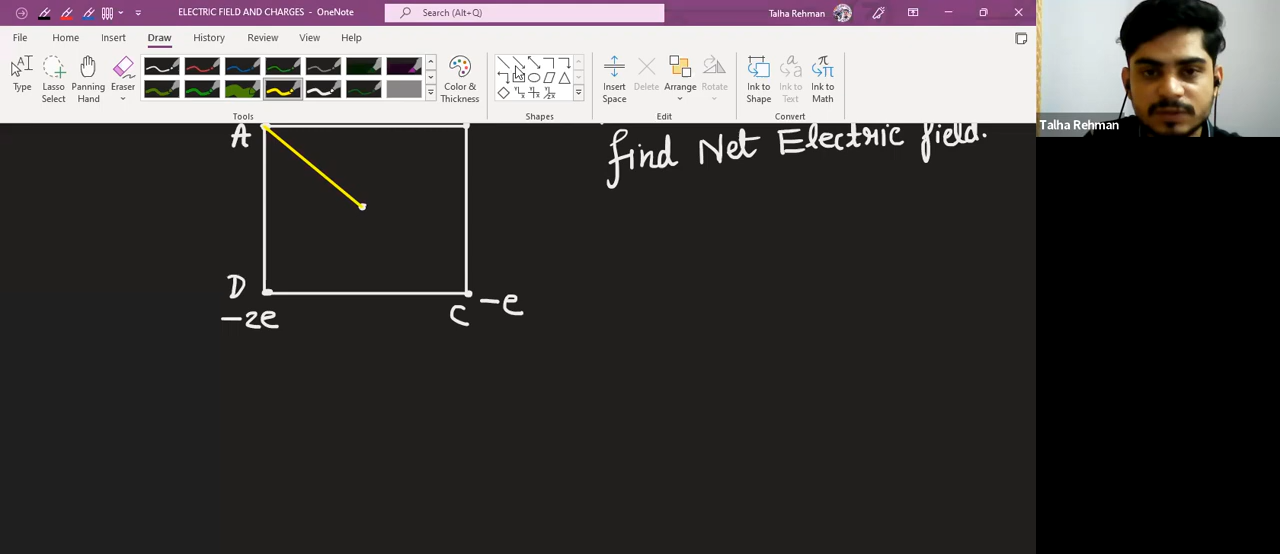 ELECTRIC FIELD AND CHARGES - OneNote
Search (Alt+Q)
Talha Rehman
File Home Insert Draw History Review View Help
Type
Lasso Select
Panning Hand
Eraser
Color & Thickness
Insert Space
Delete
Arrange
Rotate
Ink to Shape
Ink to Text
Ink to Math
Tools
Shapes
Edit
Convert
Talha Rehman
A
find Net Electric field.
D
-2e
C -e